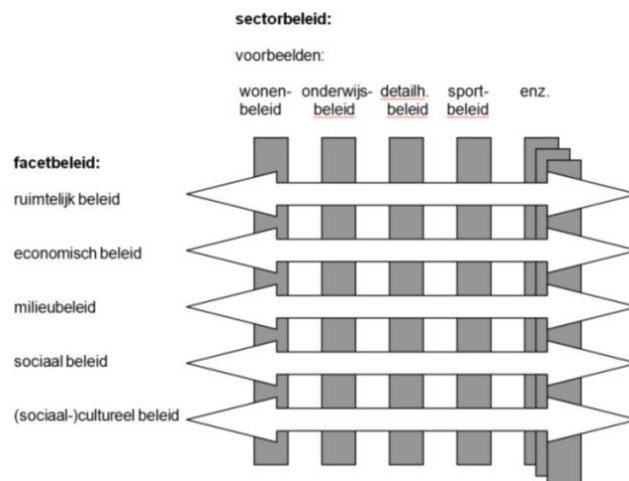 sectorbeleid:
voorbeelden:
wonen- onderwijs- detailh. sport- enz.
beleid beleid beleid beleid
facetbeleid:
ruimtelijk beleid
economisch beleid
milieubeleid
sociaal beleid
(sociaal-)cultureel beleid